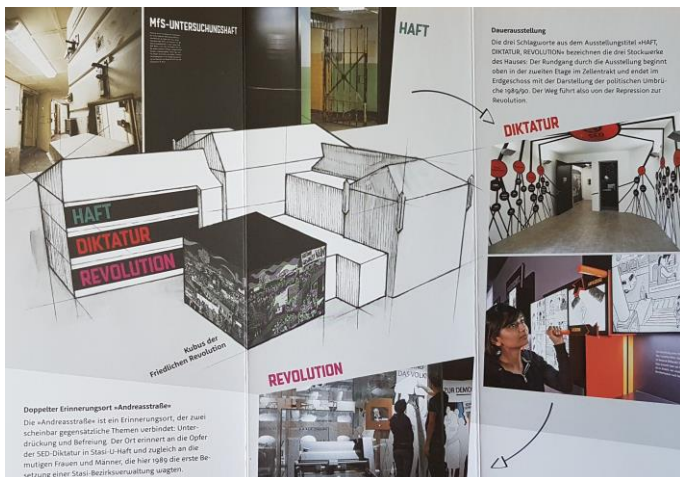 MfS-UNTERSUCHUNGSHAFT
HAFT
Dauerausstellung
Die drei Schlagworte aus dem Ausstellungstitel »HAFT,
DIKTATUR, REVOLUTION« bezeichnen die drei Stockwerke
des Hauses: Der Rundgang durch die Ausstellung beginnt
oben in der zweiten Etage im Zellentrakt und endet im
Erdgeschoss mit der Darstellung der politischen Umbrü-
che 1989/90. Der Weg führt also von der Repression zur
Revolution.
DIKTATUR
HAFT
DIKTATUR
REVOLUTION
Kubus der
Friedlichen Revolution
REVOLUTION
DAS VOLK
ZUR DEMO
Doppelter Erinnerungsort »Andreasstraße«
Die »Andreasstraße« ist ein Erinnerungsort, der zwei
scheinbar gegensätzliche Themen verbindet: Unter-
drückung und Befreiung. Der Ort erinnert an die Opfer
der SED-Diktatur in Stasi-U-Haft und zugleich an die
mutigen Frauen und Männer, die hier 1989 die erste Be-
setzung einer Stasi-Bezirksverwaltung wagten.